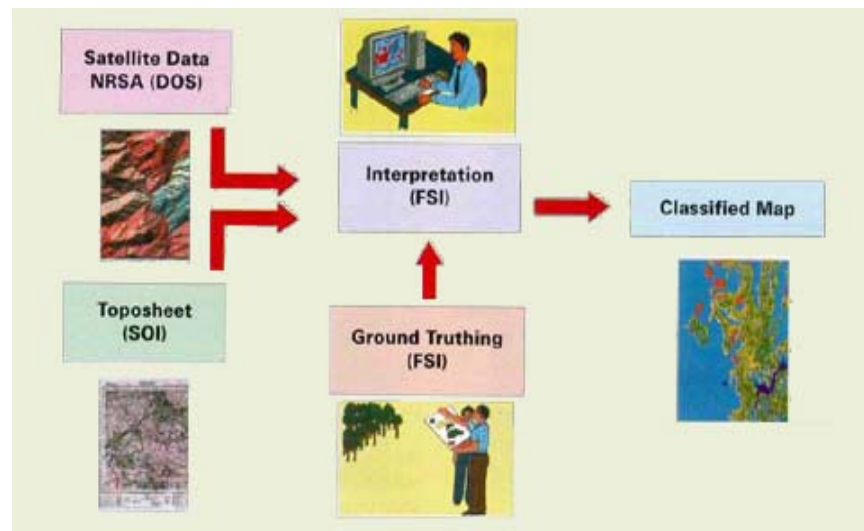 Satellite Data
NRSA (DOS)
Interpretation
(FSI)
Classified Map
Toposheet
(SOI)
Ground Truthing
(FSI)